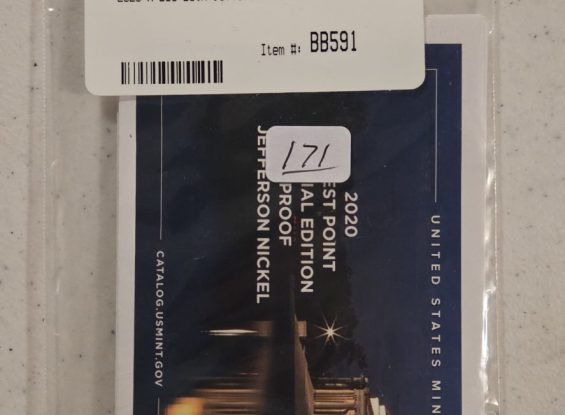 Item #: BB591
171
2020
EST POINT
IAL EDITION
PROOF
JEFFERSON NICKEL
UNITED STATES MIN
CATALOG.USMINT.GOV